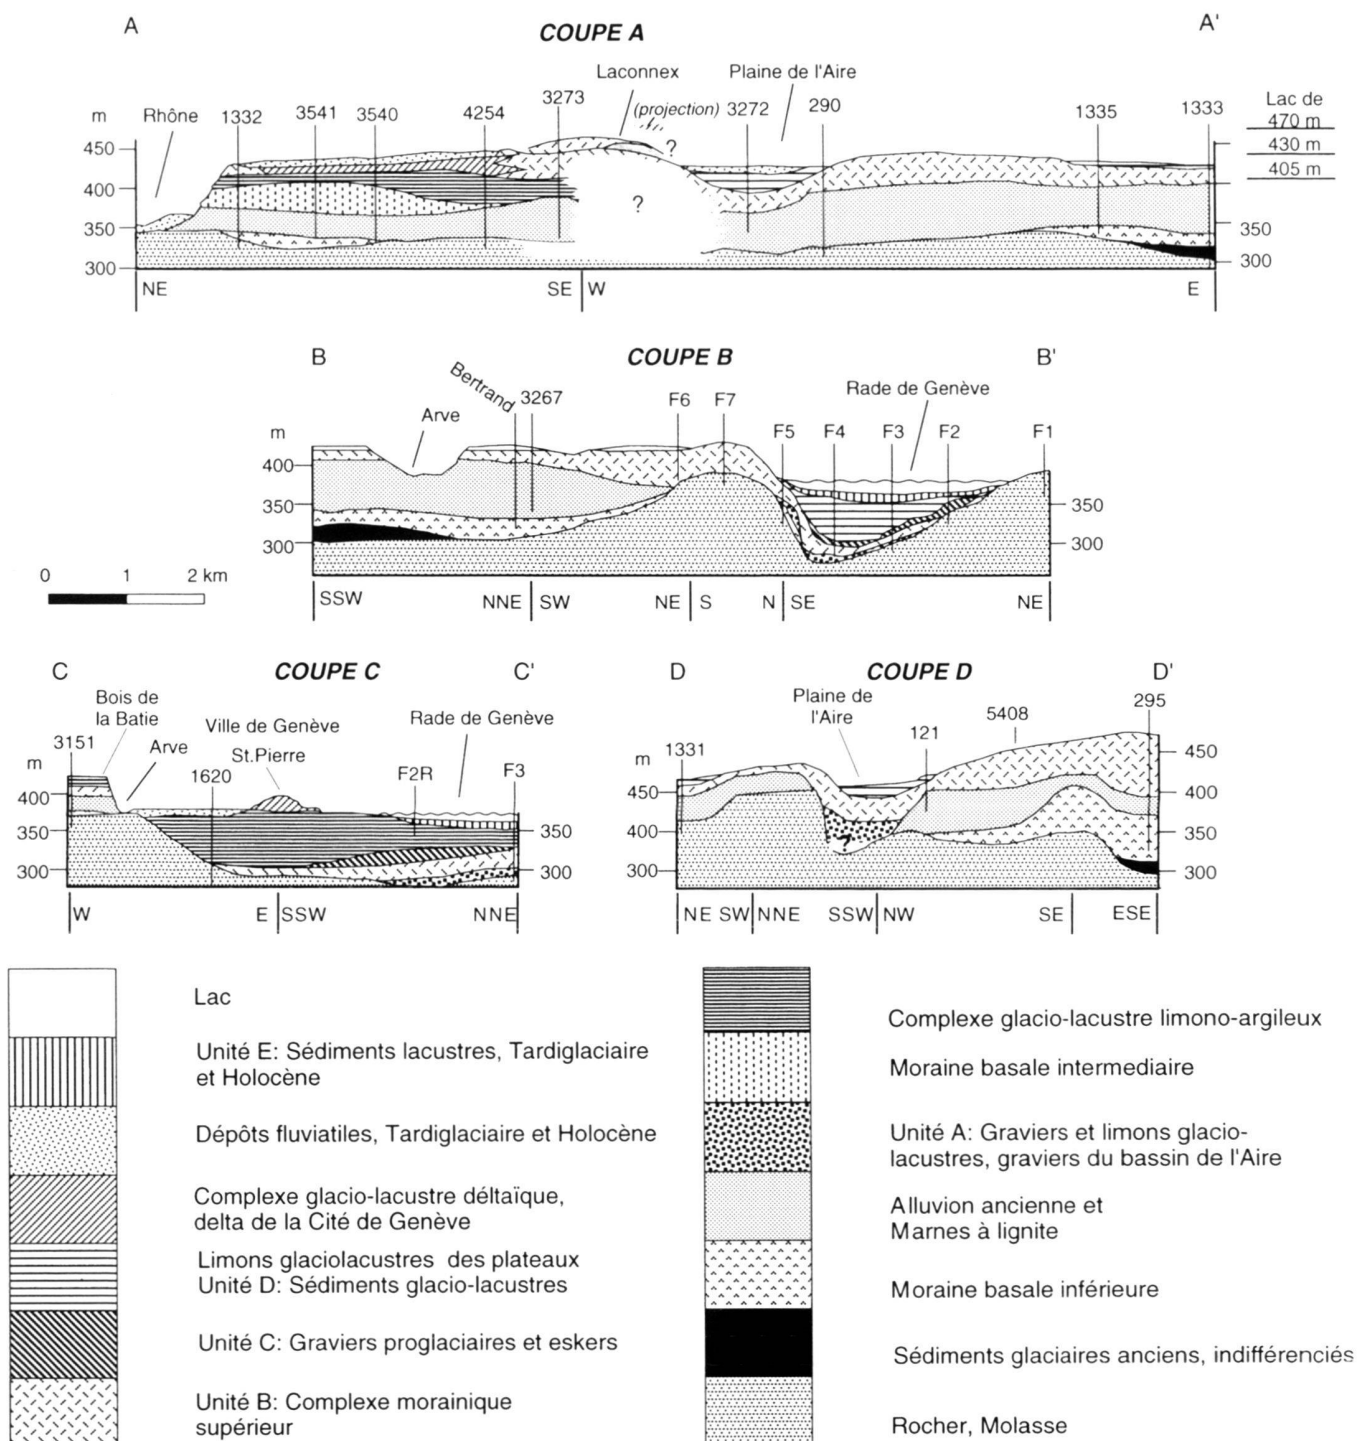 A COUPE A A'
Laconnex Plaine de l'Aire
m Rhône 1332 3541 3540 4254 3273 (projection) 3272 290 1335 1333 Lac de
470 m
450 ? 430 m
400 405 m
350 ? 350
300 300
NE SE W E
B COUPE B B'
Bertrand 3267 Rade de Genève
Arve F6 F7 F5 F4 F3 F2 F1
m
400
350 350
300 300
0 1 2 km
SSW NNE SW NE S N SE NE
C COUPE C C'
Bois de
la Batie
Ville de Genève Rade de Genève
3151 Arve St.Pierre
m 1620 F2R F3
400
350 350
300 300
W E SSW NNE
D COUPE D D'
Plaine de
l'Aire
295
1331 121 5408
m
450 450
400 400
? 350
300 300
NE SW NNE SSW NW SE ESE
Lac
Unité E: Sédiments lacustres, Tardiglaciaire
et Holocène
Dépôts fluviatiles, Tardiglaciaire et Holocène
Complexe glacio-lacustre déltaïque,
delta de la Cité de Genève
Limons glaciolacustres des plateaux
Unité D: Sédiments glacio-lacustres
Unité C: Graviers proglaciaires et eskers
Unité B: Complexe morainique
supérieur
Complexe glacio-lacustre limono-argileux
Moraine basale intermediaire
Unité A: Graviers et limons glacio-
lacustres, graviers du bassin de l'Aire
Alluvion ancienne et
Marnes à lignite
Moraine basale inférieure
Sédiments glaciaires anciens, indifférenciés
Rocher, Molasse